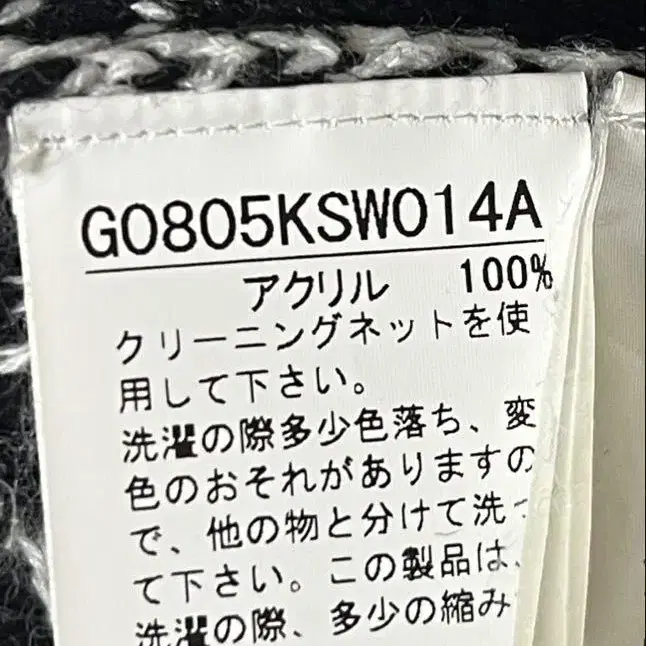 G0805KSW014A
アクリル 100%
クリーニングネットを使
用して下さい。
洗濯の際多少色落ち、変
色のおそれがありますの
で、他の物と分けて洗っ
て下さい。この製品は、
洗濯の際、多少の縮み